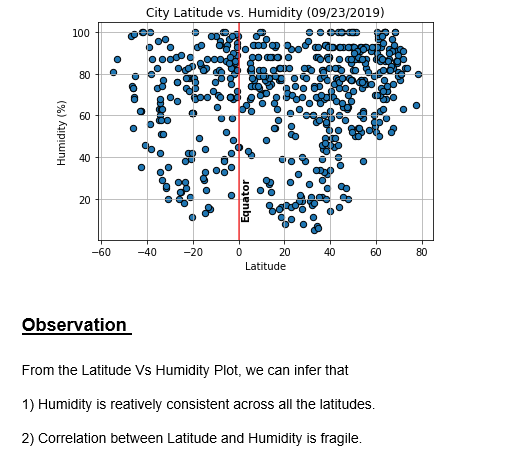 City Latitude vs. Humidity (09/23/2019)
100
80
60
40
20
Humidity (%)
Equator
−60 −40 −20 0 20 40 60 80
Latitude
Observation
From the Latitude Vs Humidity Plot, we can infer that
1) Humidity is reatively consistent across all the latitudes.
2) Correlation between Latitude and Humidity is fragile.